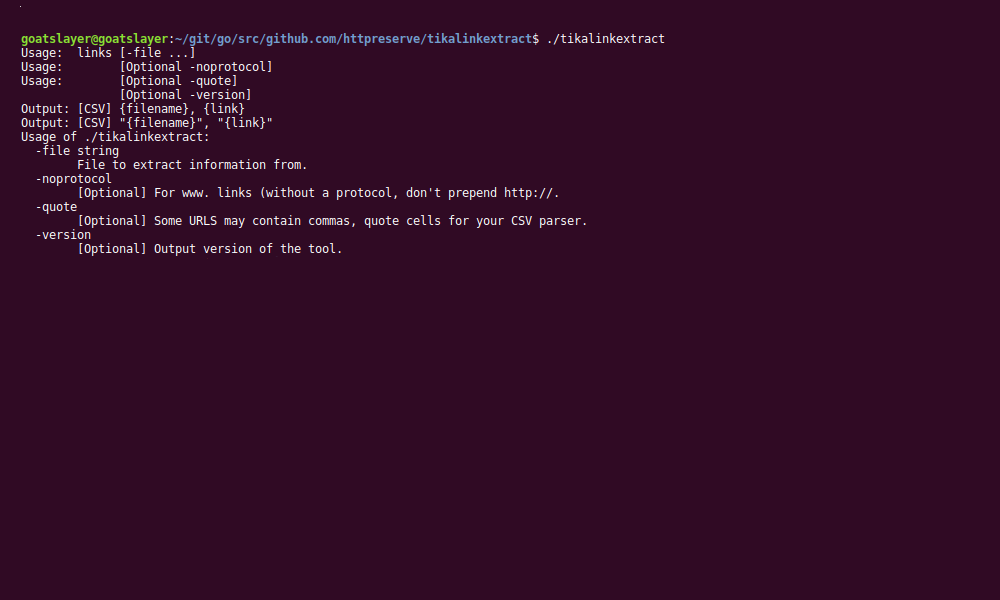 goatslayer@goatslayer:~/git/go/src/github.com/httpreserve/tikalinkextract$ ./tikalinkextract
Usage:  links [-file ...]
Usage:        [Optional -noprotocol]
Usage:        [Optional -quote]
              [Optional -version]
Output: [CSV] {filename}, {link}
Output: [CSV] "{filename}", "{link}"
Usage of ./tikalinkextract:
  -file string
        File to extract information from.
  -noprotocol
        [Optional] For www. links (without a protocol, don't prepend http://.
  -quote
        [Optional] Some URLS may contain commas, quote cells for your CSV parser.
  -version
        [Optional] Output version of the tool.